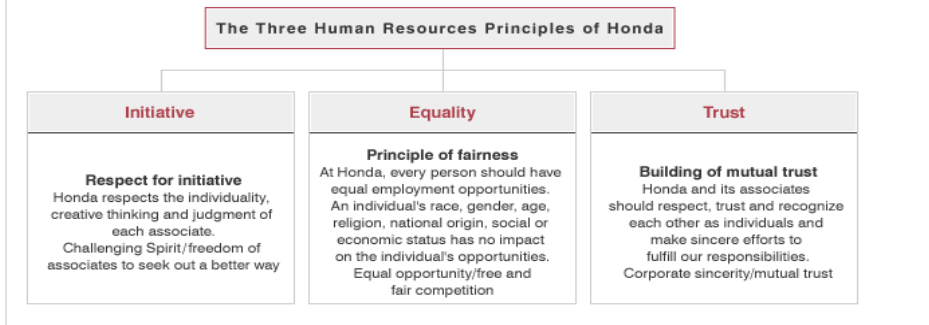 The Three Human Resources Principles of Honda
Initiative
Respect for initiative
Honda respects the individuality,
creative thinking and judgment of
each associate.
Challenging Spirit/freedom of
associates to seek out a better way
Equality
Principle of fairness
At Honda, every person should have
equal employment opportunities.
An individual's race, gender, age,
religion, national origin, social or
economic status has no impact
on the individual's opportunities.
Equal opportunity/free and
fair competition
Trust
Building of mutual trust
Honda and its associates
should respect, trust and recognize
each other as individuals and
make sincere efforts to
fulfill our responsibilities.
Corporate sincerity/mutual trust